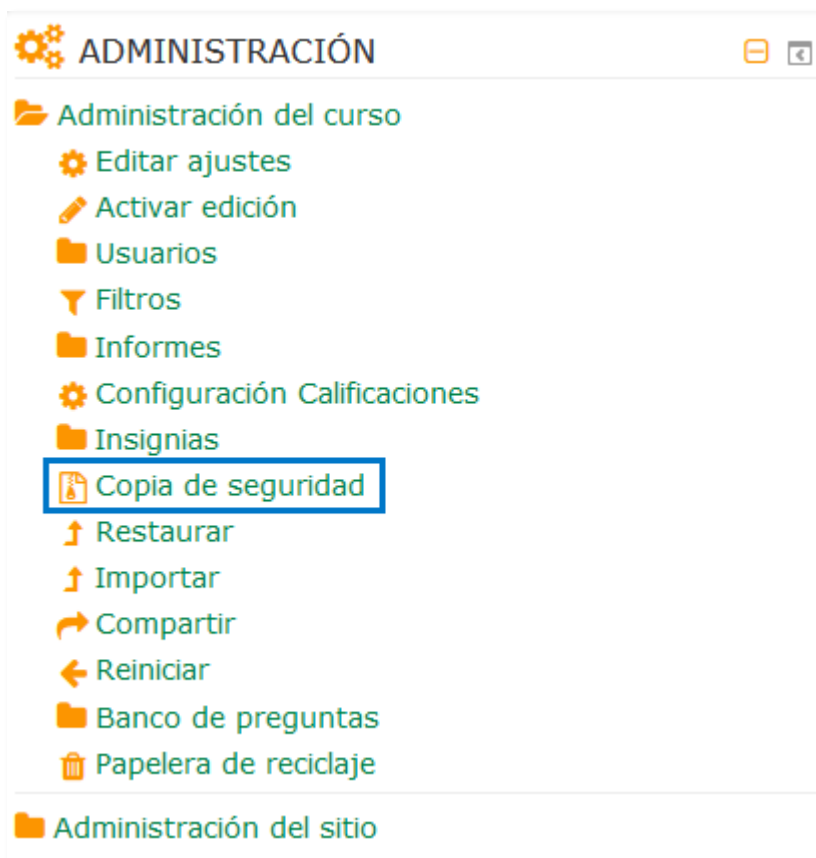 ADMINISTRACIÓN
Administración del curso
Editar ajustes
Activar edición
Usuarios
Filtros
Informes
Configuración Calificaciones
Insignias
Copia de seguridad
Restaurar
Importar
Compartir
Reiniciar
Banco de preguntas
Papelera de reciclaje
Administración del sitio